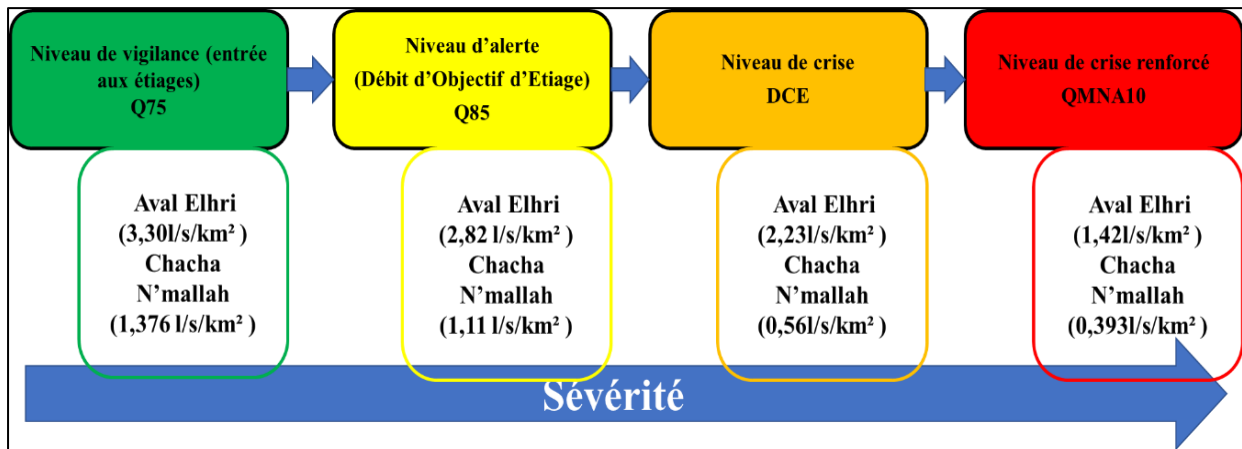 Niveau de vigilance (entrée
aux étiages)
Q75
Niveau d’alerte
(Débit d’Objectif d’Etiage)
Q85
Niveau de crise
DCE
Niveau de crise renforcé
QMNA10
Aval Elhri
(3,30l/s/km² )
Chacha
N’mallah
(1,376 l/s/km² )
Aval Elhri
(2,82 l/s/km² )
Chacha
N’mallah
(1,11 l/s/km² )
Aval Elhri
(2,23l/s/km² )
Chacha
N’mallah
(0,56l/s/km² )
Aval Elhri
(1,42l/s/km² )
Chacha
N’mallah
(0,393l/s/km² )
Sévérité